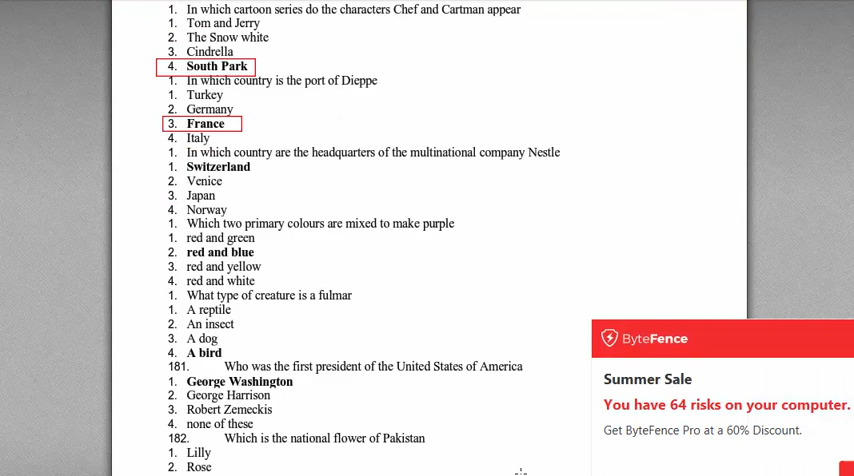 1. In which cartoon series do the characters Chef and Cartman appear
1. Tom and Jerry
2. The Snow white
3. Cindrella
4. South Park
1. In which country is the port of Dieppe
1. Turkey
2. Germany
3. France
4. Italy
1. In which country are the headquarters of the multinational company Nestle
1. Switzerland
2. Venice
3. Japan
4. Norway
1. Which two primary colours are mixed to make purple
1. red and green
2. red and blue
3. red and yellow
4. red and white
1. What type of creature is a fulmar
1. A reptile
2. An insect
3. A dog
4. A bird
181. Who was the first president of the United States of America
1. George Washington
2. George Harrison
3. Robert Zemeckis
4. none of these
182. Which is the national flower of Pakistan
1. Lilly
2. Rose
ByteFence
Summer Sale
You have 64 risks on your computer.
Get ByteFence Pro at a 60% Discount.